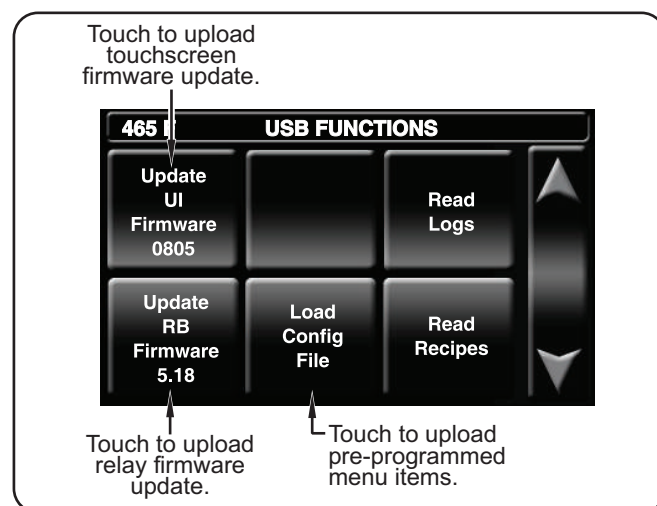 Touch to upload
touchscreen
firmware update.
465 F USB FUNCTIONS
Update
UI
Firmware
0805
Read
Logs
Update
RB
Firmware
5.18
Load
Config
File
Read
Recipes
Touch to upload
relay firmware
update.
Touch to upload
pre-programmed
menu items.